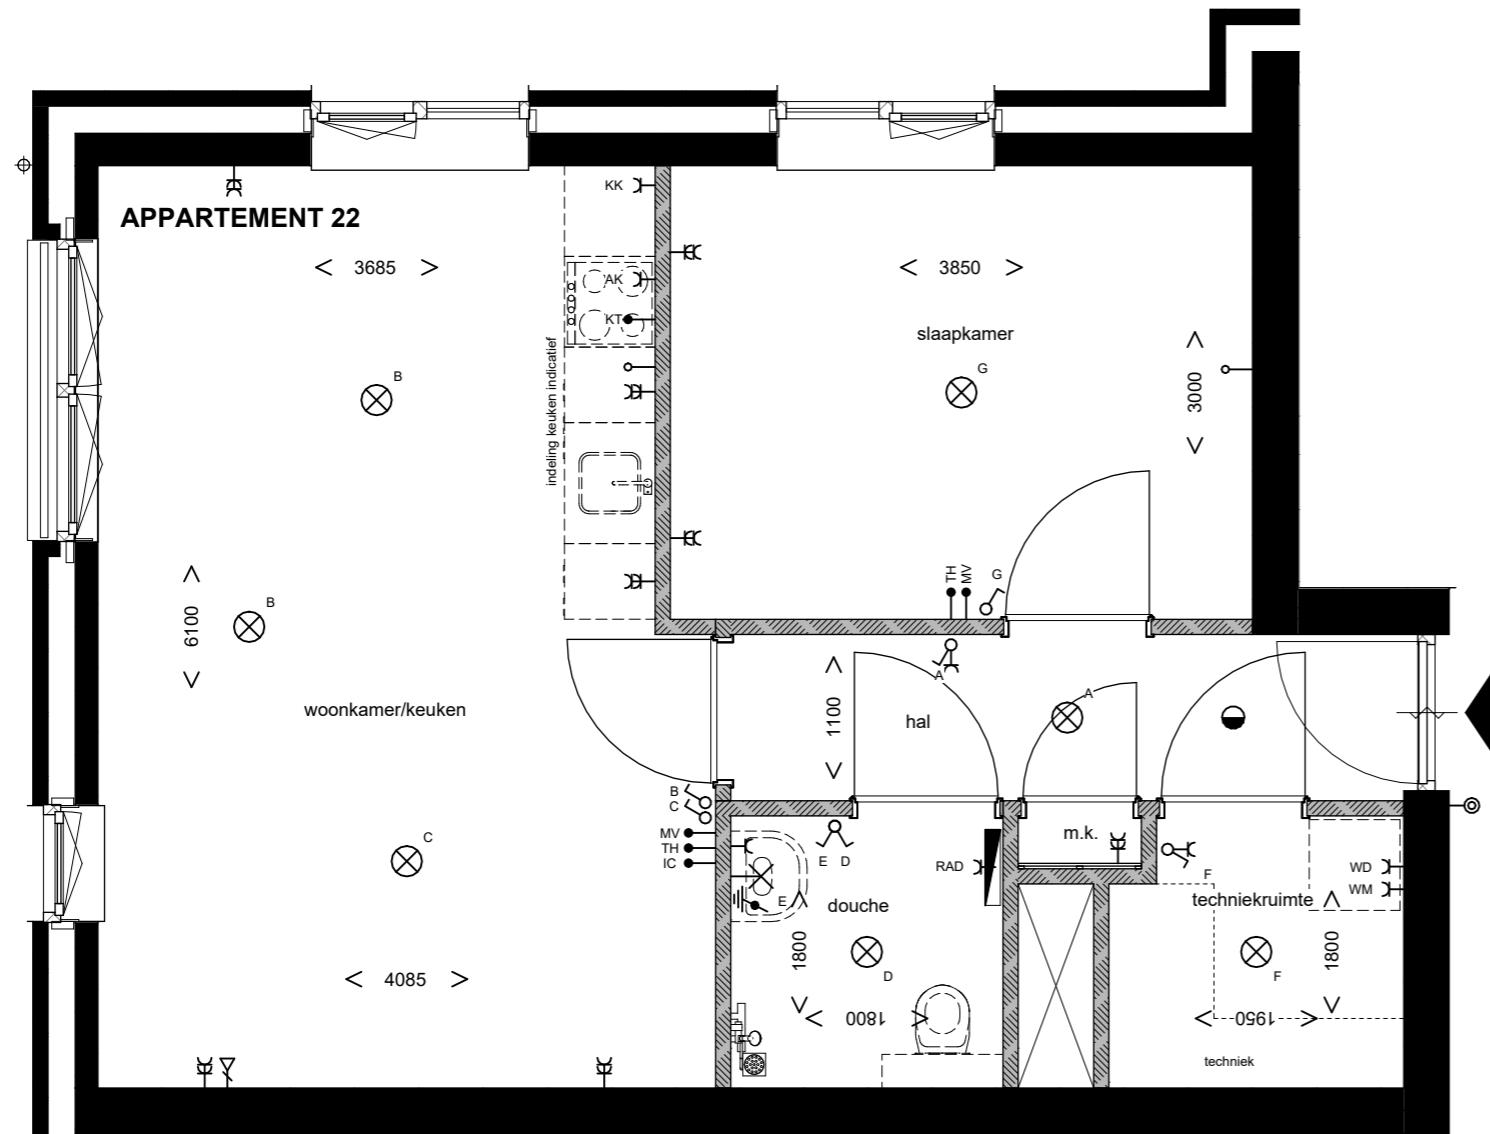 KK
APPARTEMENT 22
3685
3850
AK
KT
slaapkamer
B
G
3000
indeling keuken indicatief
TH
MV
G
6100
B
A
woonkamer/keuken
1100
hal
A
B
C
MV
TH
IC
E D
RAD
m.k.
F
WD
WM
C
E
douche
techniekruimte
1800
1800
D
F
4085
1800
1950
techniek